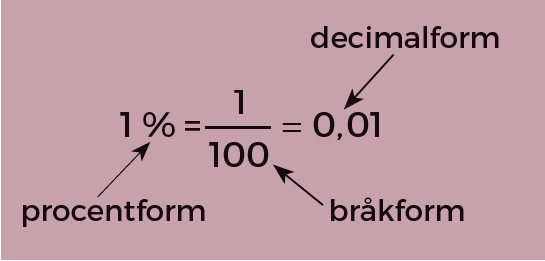 decimalform
1 % = 1/100 = 0,01
procentform
bråkform